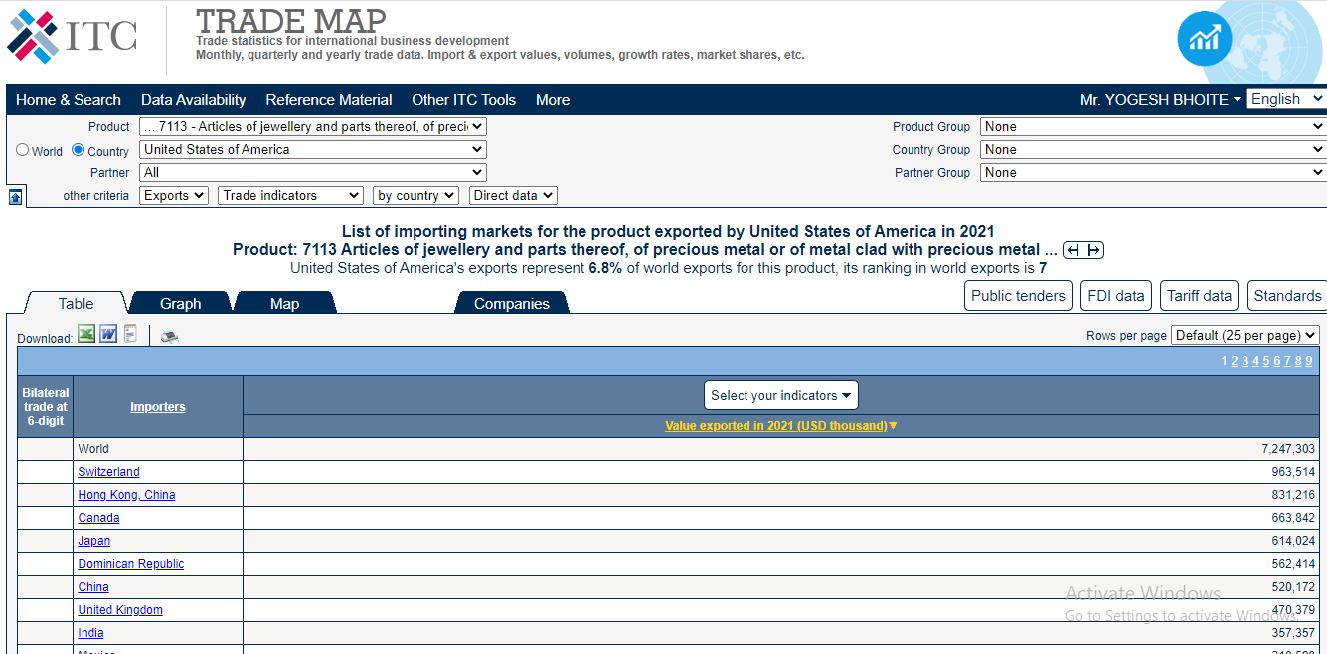 ITC
TRADE MAP
Trade statistics for international business development
Monthly, quarterly and yearly trade data. Import & export values, volumes, growth rates, market shares, etc.
Home & Search Data Availability Reference Material Other ITC Tools More Mr. YOGESH BHOITE English
Product ... 7113 - Articles of jewellery and parts thereof, of preci Product Group None
World Country United States of America Country Group None
Partner All Partner Group None
other criteria Exports Trade indicators by country Direct data
List of importing markets for the product exported by United States of America in 2021
Product: 7113 Articles of jewellery and parts thereof, of precious metal or of metal clad with precious metal ...
United States of America's exports represent 6.8% of world exports for this product, its ranking in world exports is 7
Table Graph Map Companies Public tenders FDI data Tariff data Standards
Download: Rows per page Default (25 per page)
1 2 3 4 5 6 7 8 9
Bilateral trade at 6-digit
Importers
Select your indicators
Value exported in 2021 (USD thousand)
World 7,247,303
Switzerland 963,514
Hong Kong, China 831,216
Canada 663,842
Japan 614,024
Dominican Republic 562,414
China 520,172
Activate Windows
United Kingdom 470,379
Go to Settings to activate Windows.
India 357,357